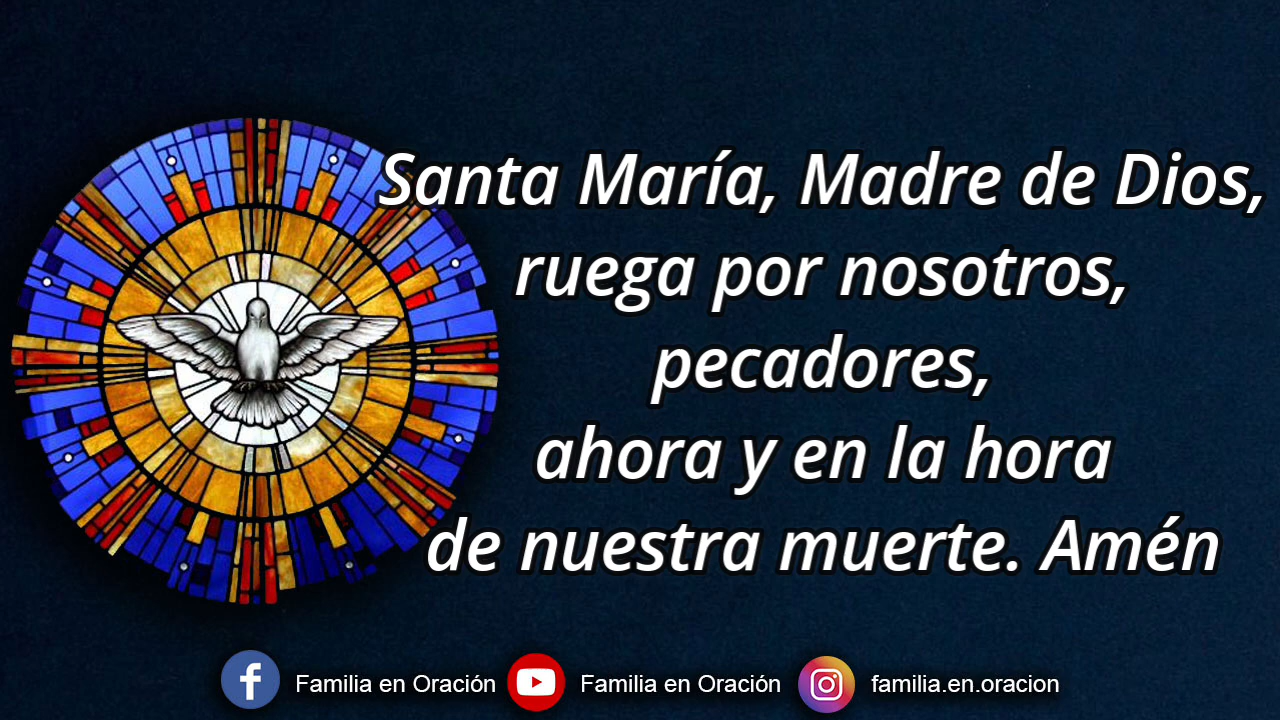 Santa María, Madre de Dios,
ruega por nosotros,
pecadores,
ahora y en la hora
de nuestra muerte. Amén
Familia en Oración
Familia en Oración
familia.en.oracion